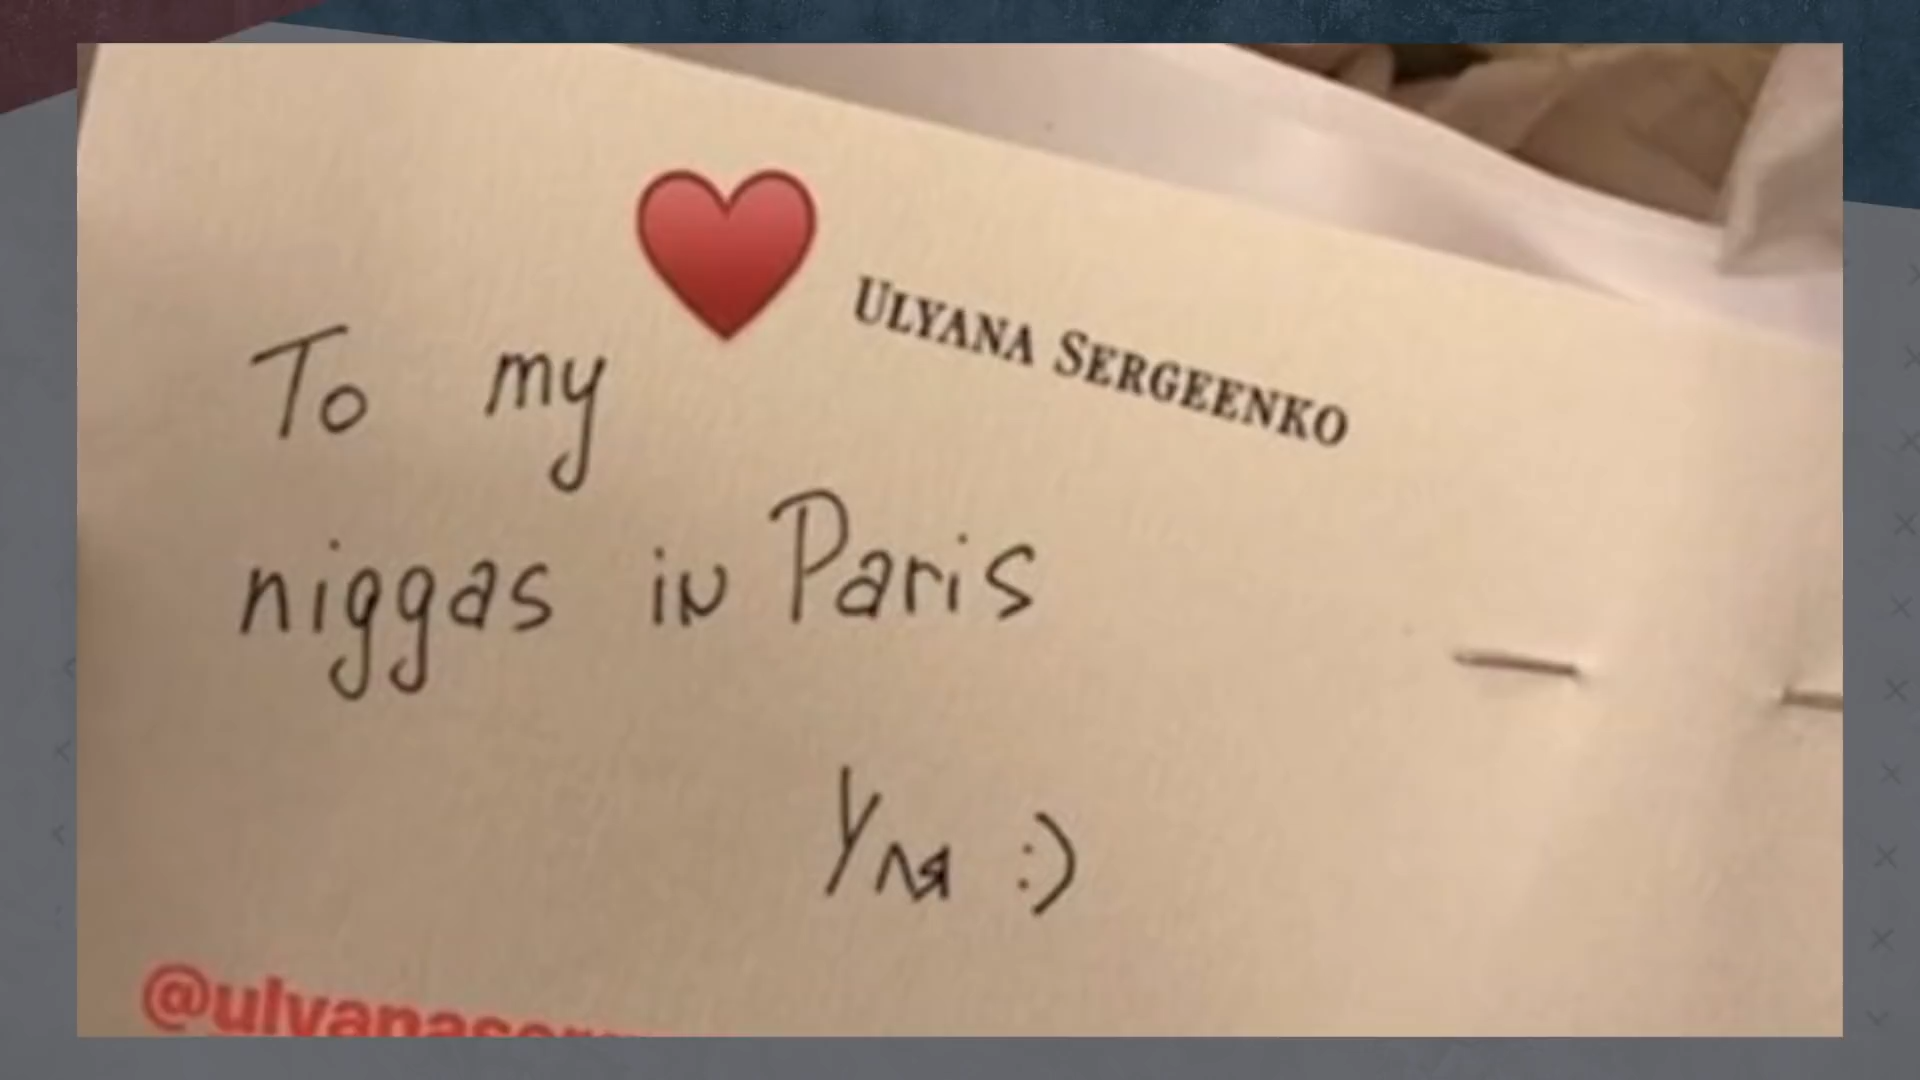 ULYANA SERGEENKO
To my
niggas in Paris
Уля :)